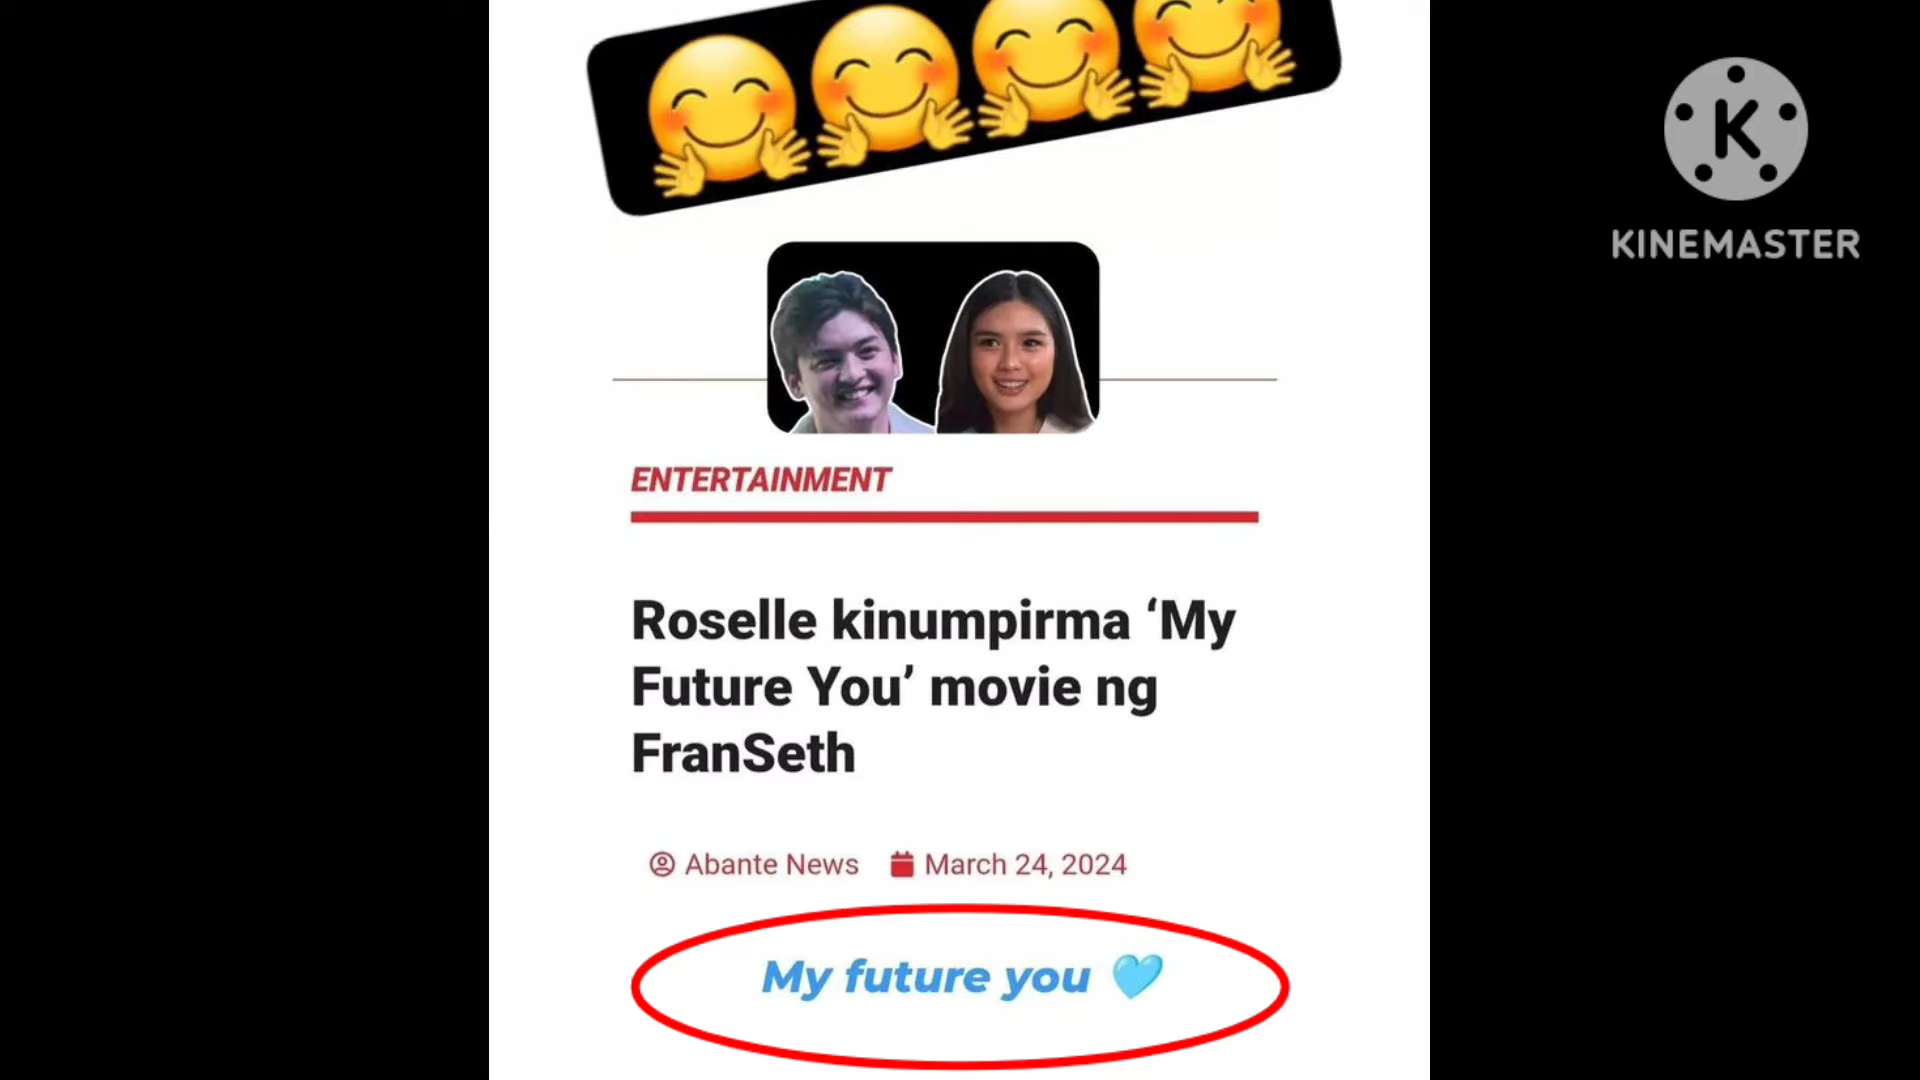 K
KINEMASTER
ENTERTAINMENT
Roselle kinumpirma ‘My
Future You’ movie ng
FranSeth
Abante News March 24, 2024
My future you 🩵